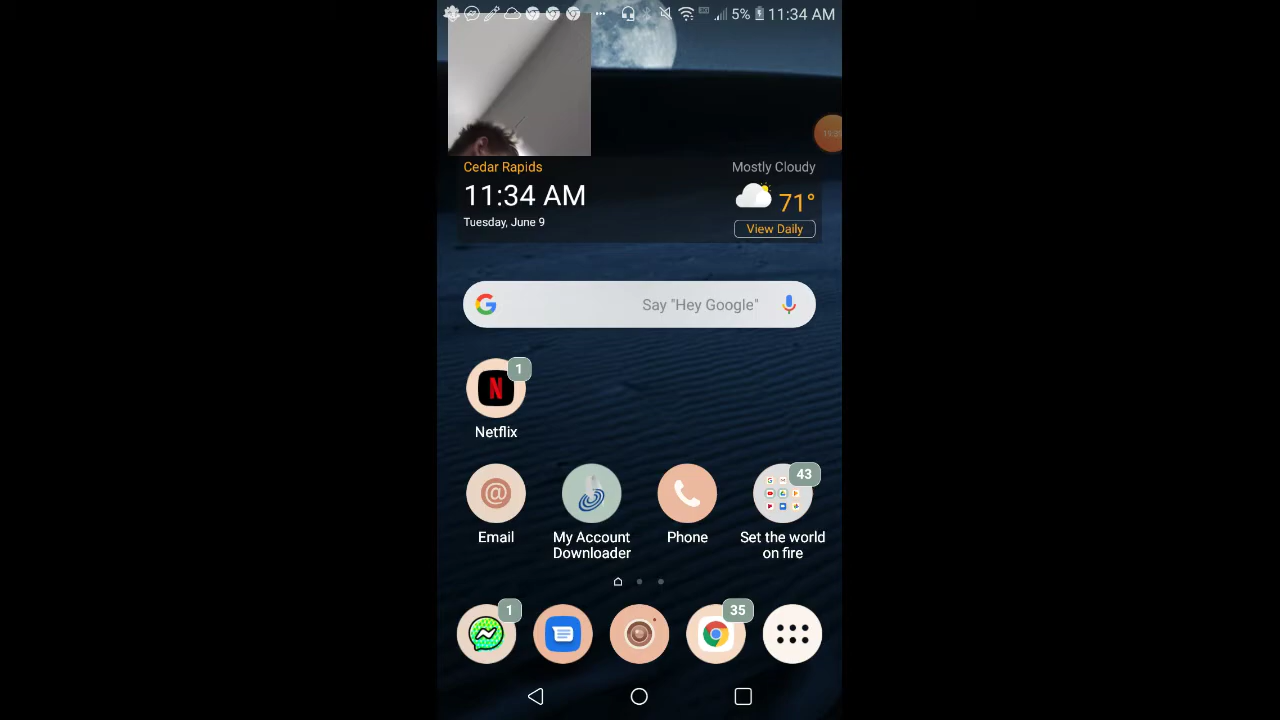 5% 11:34 AM
Cedar Rapids
Mostly Cloudy
11:34 AM
71°
Tuesday, June 9
View Daily
Say "Hey Google"
1
Netflix
43
Email
My Account
Downloader
Phone
Set the world
on fire
1
35